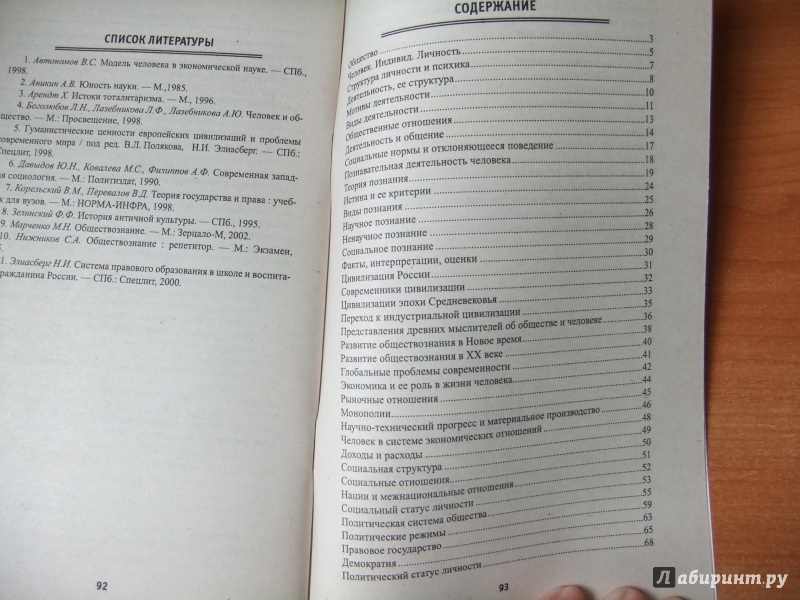 СПИСОК ЛИТЕРАТУРЫ
1. Автономов В.С. Модель человека в экономической науке. — СПб.,
1998.
2. Аникин А.В. Юность науки. — М.,1985.
3. Арендт Х. Истоки тоталитаризма. — М., 1996.
4. Боголюбов Л.Н., Лазебникова Л.Ф., Лазебникова А.Ю. Человек и об-
щество. — М.: Просвещение, 1998.
5. Гуманистические ценности европейских цивилизаций и проблемы
современного мира / под ред. В.Л. Полякова, Н.И. Элиасберг. — СПб.:
Спецлит, 1998.
6. Давыдов Ю.Н., Ковалева М.С., Филиппов А.Ф. Современная запад-
ая социология. — М.: Политиздат, 1990.
7. Корельский В.М., Перевалов В.Д. Теория государства и права : учеб-
к для вузов. — М.: НОРМА-ИНФРА, 1998.
8. Зелинский Ф.Ф. История античной культуры. — СПб., 1995.
9. Марченко М.Н. Обществознание. — М.: Зерцало-М, 2002.
10. Нижников С.А. Обществознание : репетитор. — М.: Экзамен,
1. Элиасберг Н.И. Система правового образования в школе и воспита-
гражданина России. — СПб.: Спецлит, 2000.
92
СОДЕРЖАНИЕ
Общество 3
Человек. Индивид. Личность 5
Структура личности и психика 7
Деятельность, ее структура 8
Мотивы деятельности 10
Виды деятельности 11
Общественные отношения 13
Деятельность и общение 14
Социальные нормы и отклоняющееся поведение 17
Познавательная деятельность человека 18
Теория познания 19
Истина и ее критерии 24
Виды познания 25
Научное познание 26
Ненаучное познание 28
Социальное познание 29
Факты, интерпретации, оценки 30
Цивилизация России 31
Современники цивилизации 32
Цивилизации эпохи Средневековья 33
Переход к индустриальной цивилизации 35
Представления древних мыслителей об обществе и человеке 36
Развитие обществознания в Новое время 38
Развитие обществознания в XX веке 40
Глобальные проблемы современности 41
Экономика и ее роль в жизни человека 42
Рыночные отношения 44
Монополии 45
Научно-технический прогресс и материальное производство 46
Человек в системе экономических отношений 48
Доходы и расходы 49
Социальная структура 50
Социальные отношения 51
Нации и межнациональные отношения 52
Социальный статус личности 53
Политическая система общества 55
Политические режимы 59
Правовое государство 63
Демократия 65
Политический статус личности 68
93
Лабиринт.ру